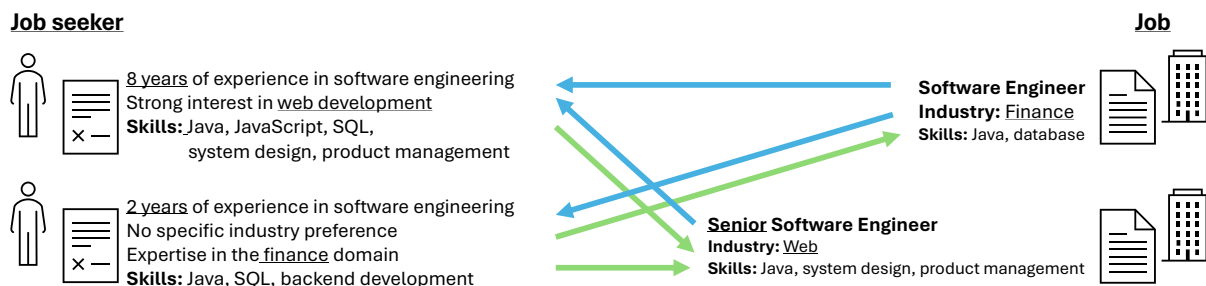 Job seeker
Job
8 years of experience in software engineering
Strong interest in web development
Skills: Java, JavaScript, SQL,
system design, product management
Software Engineer
Industry: Finance
Skills: Java, database
2 years of experience in software engineering
No specific industry preference
Expertise in the finance domain
Skills: Java, SQL, backend development
Senior Software Engineer
Industry: Web
Skills: Java, system design, product management